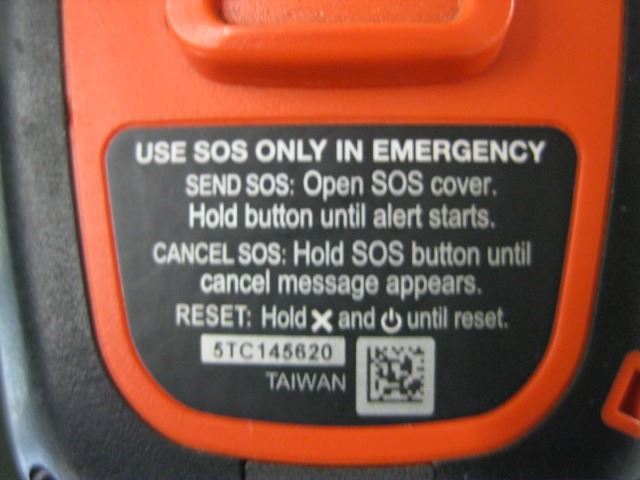 USE SOS ONLY IN EMERGENCY
SEND SOS: Open SOS cover.
Hold button until alert starts.
CANCEL SOS: Hold SOS button until
cancel message appears.
RESET: Hold ✕ and ⏻ until reset.
5TC145620
TAIWAN